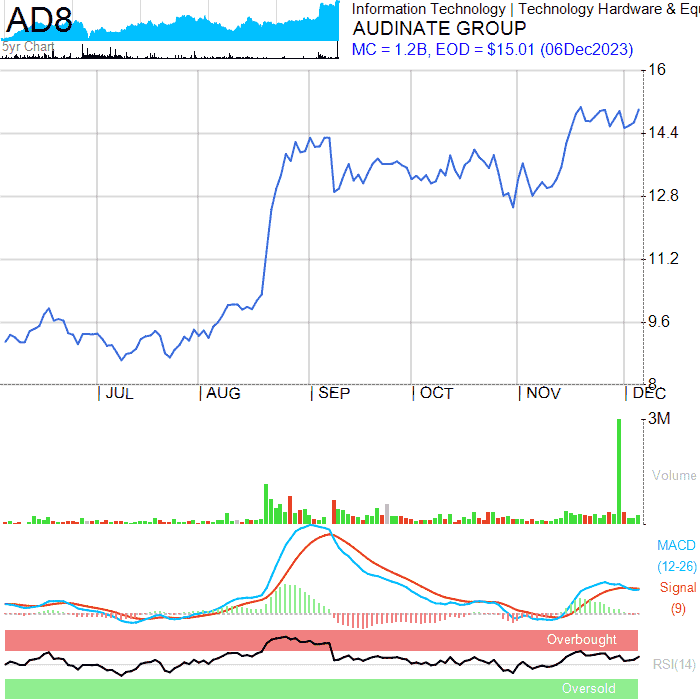 AD8
5yr Chart
Information Technology | Technology Hardware & Equ
AUDINATE GROUP
MC = 1.2B, EOD = $15.01 (06Dec2023)
16
14.4
12.8
11.2
9.6
8
JUL AUG SEP OCT NOV DEC
3M
Volume
MACD
(12-26)
Signal
(9)
Overbought
RSI(14)
Oversold